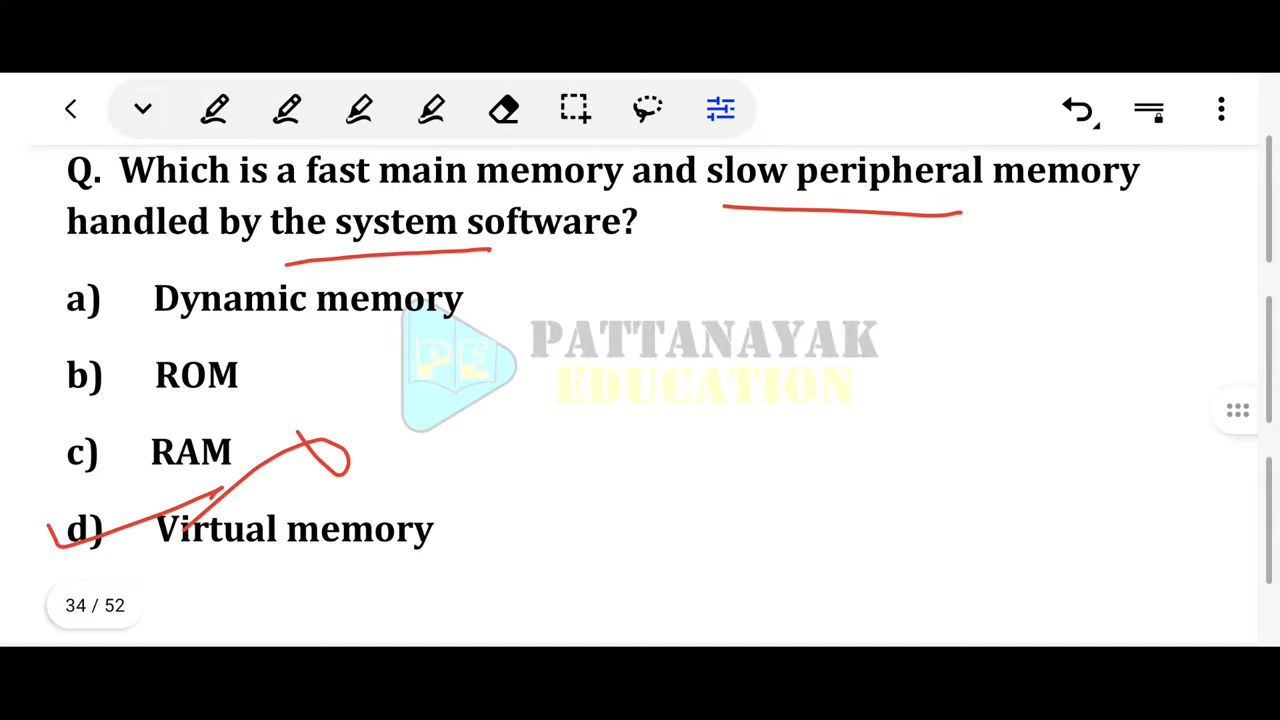 Q. Which is a fast main memory and slow peripheral memory
handled by the system software?
a) Dynamic memory
PATTANAYAK
EDUCATION
b) ROM
c) RAM
d) Virtual memory
34 / 52